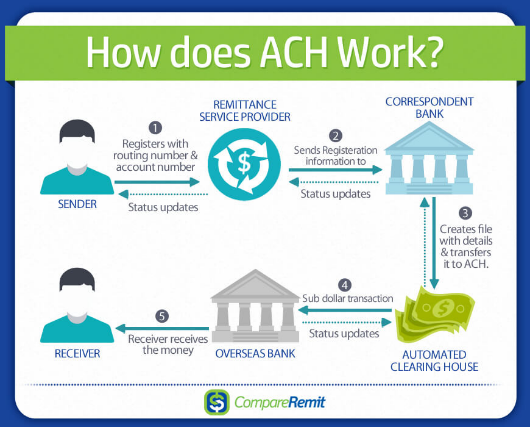 How does ACH Work?
REMITTANCE
SERVICE PROVIDER
CORRESPONDENT
BANK
1
Registers with
routing number &
account number
$
2
Sends Registeration
information to
SENDER
Status updates
Status updates
3
Creates file
with details
& transfers
it to ACH.
4
Sub dollar transaction
$
5
Receiver receives
the money
Status updates
RECEIVER
OVERSEAS BANK
AUTOMATED
CLEARING HOUSE
$ CompareRemit